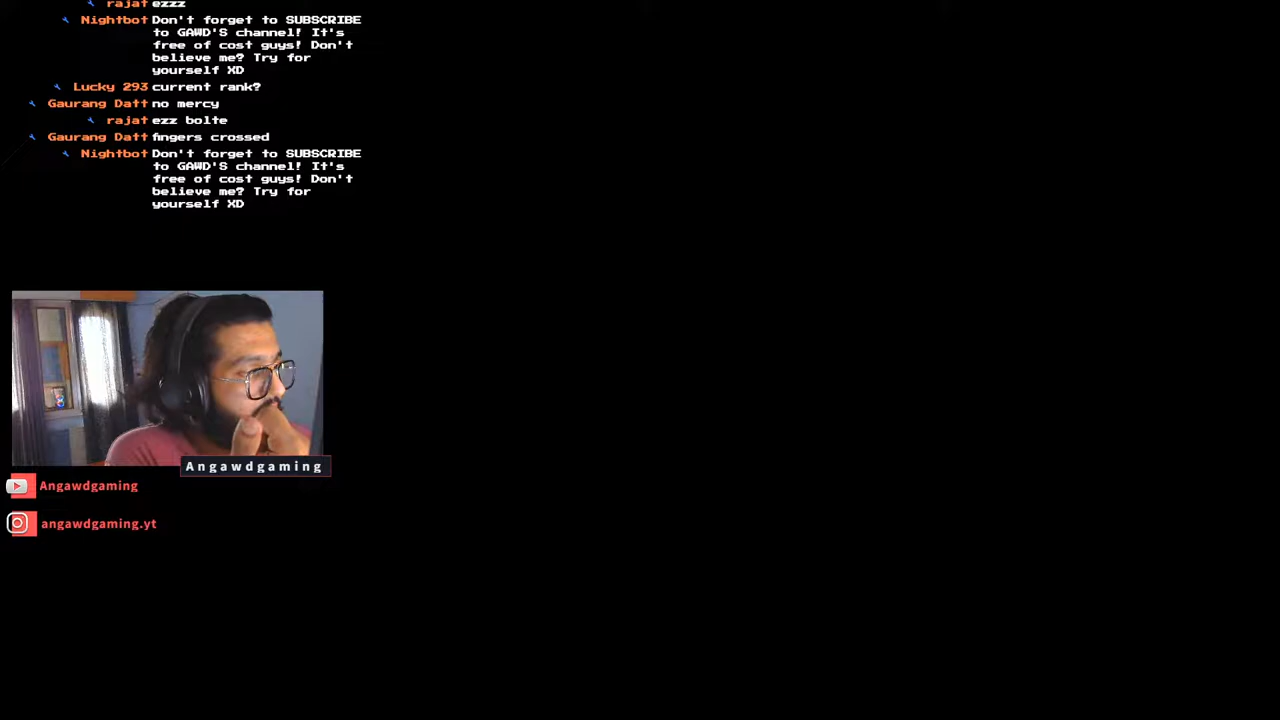 rajat ezzz
Nightbot Don't forget to SUBSCRIBE
to GAWD'S channel! It's
free of cost guys! Don't
believe me? Try for
yourself XD
Lucky 293 current rank?
Gaurang Datt no mercy
rajat ezz bolte
Gaurang Datt fingers crossed
Nightbot Don't forget to SUBSCRIBE
to GAWD'S channel! It's
free of cost guys! Don't
believe me? Try for
yourself XD
Angawdgaming
Angawdgaming
angawdgaming.yt